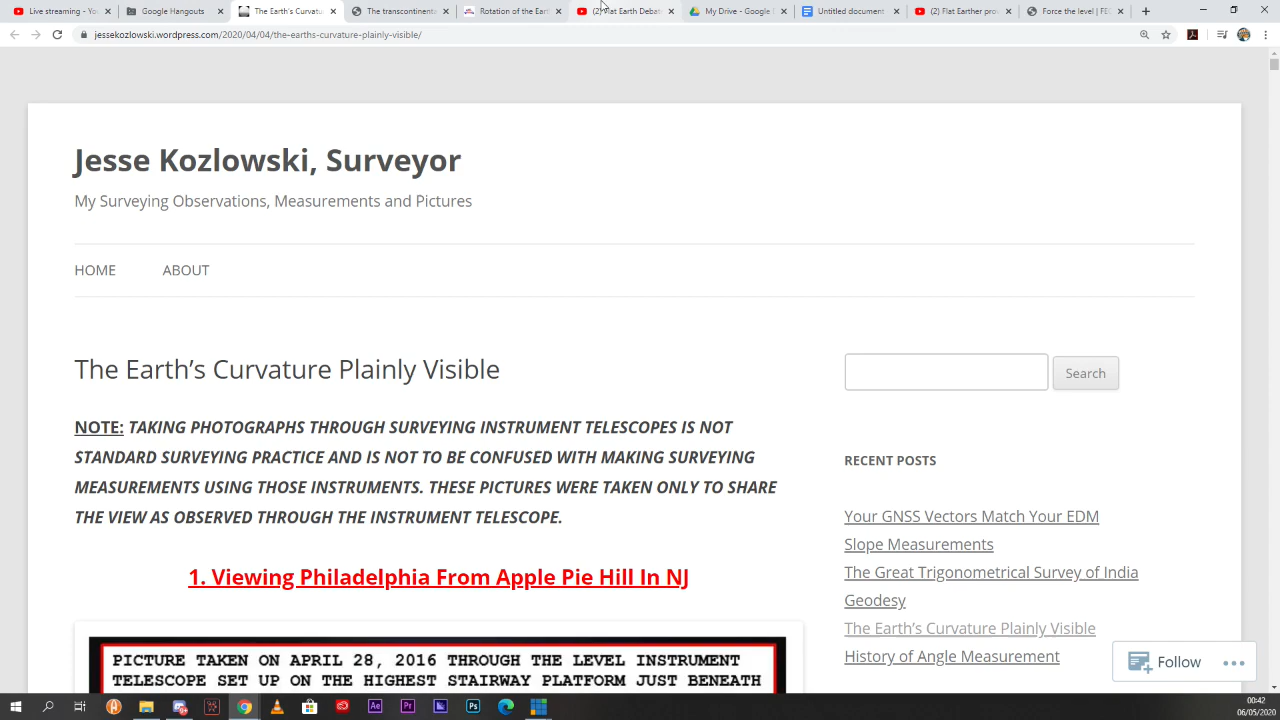 Live streaming - Yo
Google Hangouts
The Earth's Curvatu
The transcontinenta
Rotation of the Eart
(2) Flat Earth Debat
My Drive - Google
Untitled document
(2) Flat Earther pro
Force the level | FEC
jessekozlowski.wordpress.com/2020/04/04/the-earths-curvature-plainly-visible/
Jesse Kozlowski, Surveyor
My Surveying Observations, Measurements and Pictures
HOME
ABOUT
The Earth's Curvature Plainly Visible
Search
NOTE: TAKING PHOTOGRAPHS THROUGH SURVEYING INSTRUMENT TELESCOPES IS NOT
STANDARD SURVEYING PRACTICE AND IS NOT TO BE CONFUSED WITH MAKING SURVEYING
MEASUREMENTS USING THOSE INSTRUMENTS. THESE PICTURES WERE TAKEN ONLY TO SHARE
THE VIEW AS OBSERVED THROUGH THE INSTRUMENT TELESCOPE.
1. Viewing Philadelphia From Apple Pie Hill In NJ
PICTURE TAKEN ON APRIL 28, 2016 THROUGH THE LEVEL INSTRUMENT
TELESCOPE SET UP ON THE HIGHEST STAIRWAY PLATFORM JUST BENEATH
RECENT POSTS
Your GNSS Vectors Match Your EDM
Slope Measurements
The Great Trigonometrical Survey of India
Geodesy
The Earth's Curvature Plainly Visible
History of Angle Measurement
Follow
Ae
Pr
Ps
00:42
06/05/2020